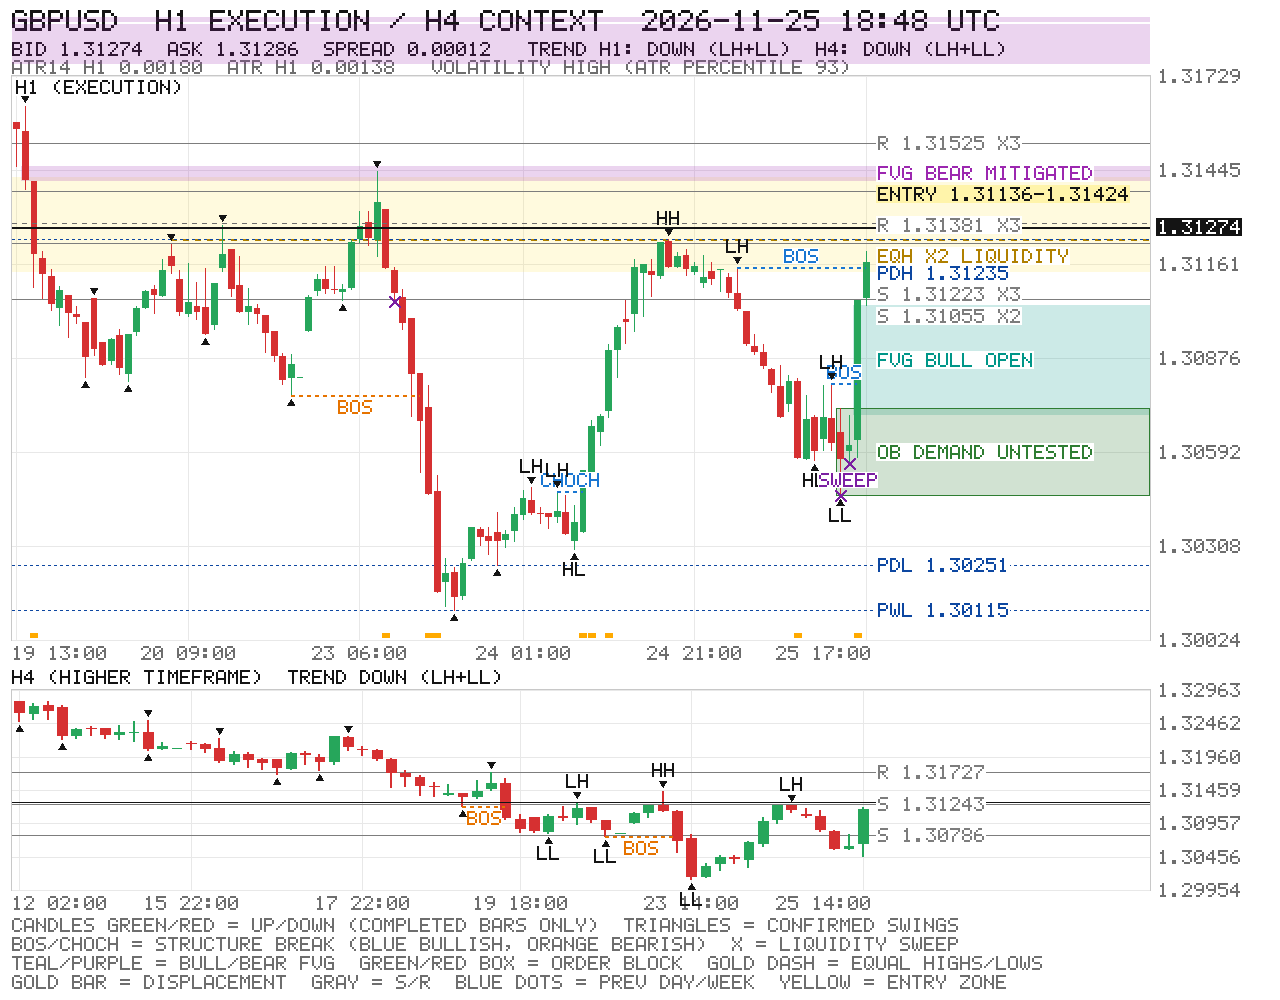 GBPUSD  H1 EXECUTION / H4 CONTEXT  2026-11-25 18:48 UTC
BID 1.31274  ASK 1.31286  SPREAD 0.00012   TREND H1: DOWN (LH+LL)  H4: DOWN (LH+LL)
ATR14 H1 0.00180  ATR H1 0.00138   VOLATILITY HIGH (ATR PERCENTILE 93)
1.31729
H1 (EXECUTION)
R 1.31525 X3
FVG BEAR MITIGATED
1.31445
ENTRY 1.31136-1.31424
HH
R 1.31381 X3
1.31274
LH
BOS
EQH X2 LIQUIDITY
1.31161
PDH 1.31235
S 1.31223 X3
S 1.31055 X2
1.30876
FVG BULL OPEN
LH
BOS
BOS
1.30592
OB DEMAND UNTESTED
LH
LH
CHOCH
HL
SWEEP
LL
1.30308
HL
PDL 1.30251
PWL 1.30115
1.30024
19 13:00
20 09:00
23 06:00
24 01:00
24 21:00
25 17:00
H4 (HIGHER TIMEFRAME)  TREND DOWN (LH+LL)
1.32963
1.32462
1.31960
R 1.31727
HH
LH
LH
1.31459
S 1.31243
BOS
1.30957
S 1.30786
BOS
LL
LL
1.30456
LL
1.29954
12 02:00
15 22:00
17 22:00
19 18:00
23 14:00
25 14:00
CANDLES GREEN/RED = UP/DOWN (COMPLETED BARS ONLY)  TRIANGLES = CONFIRMED SWINGS
BOS/CHOCH = STRUCTURE BREAK (BLUE BULLISH, ORANGE BEARISH)  X = LIQUIDITY SWEEP
TEAL/PURPLE = BULL/BEAR FVG  GREEN/RED BOX = ORDER BLOCK  GOLD DASH = EQUAL HIGHS/LOWS
GOLD BAR = DISPLACEMENT  GRAY = S/R  BLUE DOTS = PREV DAY/WEEK  YELLOW = ENTRY ZONE